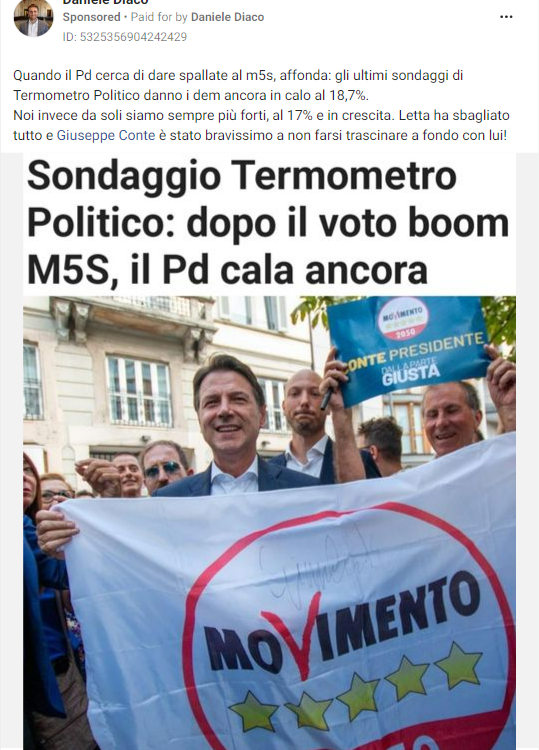 Daniele Diaco
Sponsored • Paid for by Daniele Diaco
ID: 5325356904242429
Quando il Pd cerca di dare spallate al m5s, affonda: gli ultimi sondaggi di
Termometro Politico danno i dem ancora in calo al 18,7%.
Noi invece da soli siamo sempre più forti, al 17% e in crescita. Letta ha sbagliato
tutto e Giuseppe Conte è stato bravissimo a non farsi trascinare a fondo con lui!
Sondaggio Termometro
Politico: dopo il voto boom
M5S, il Pd cala ancora
MOVIMENTO
2050
CONTE PRESIDENTE
DALLA PARTE
GIUSTA
MOVIMENTO